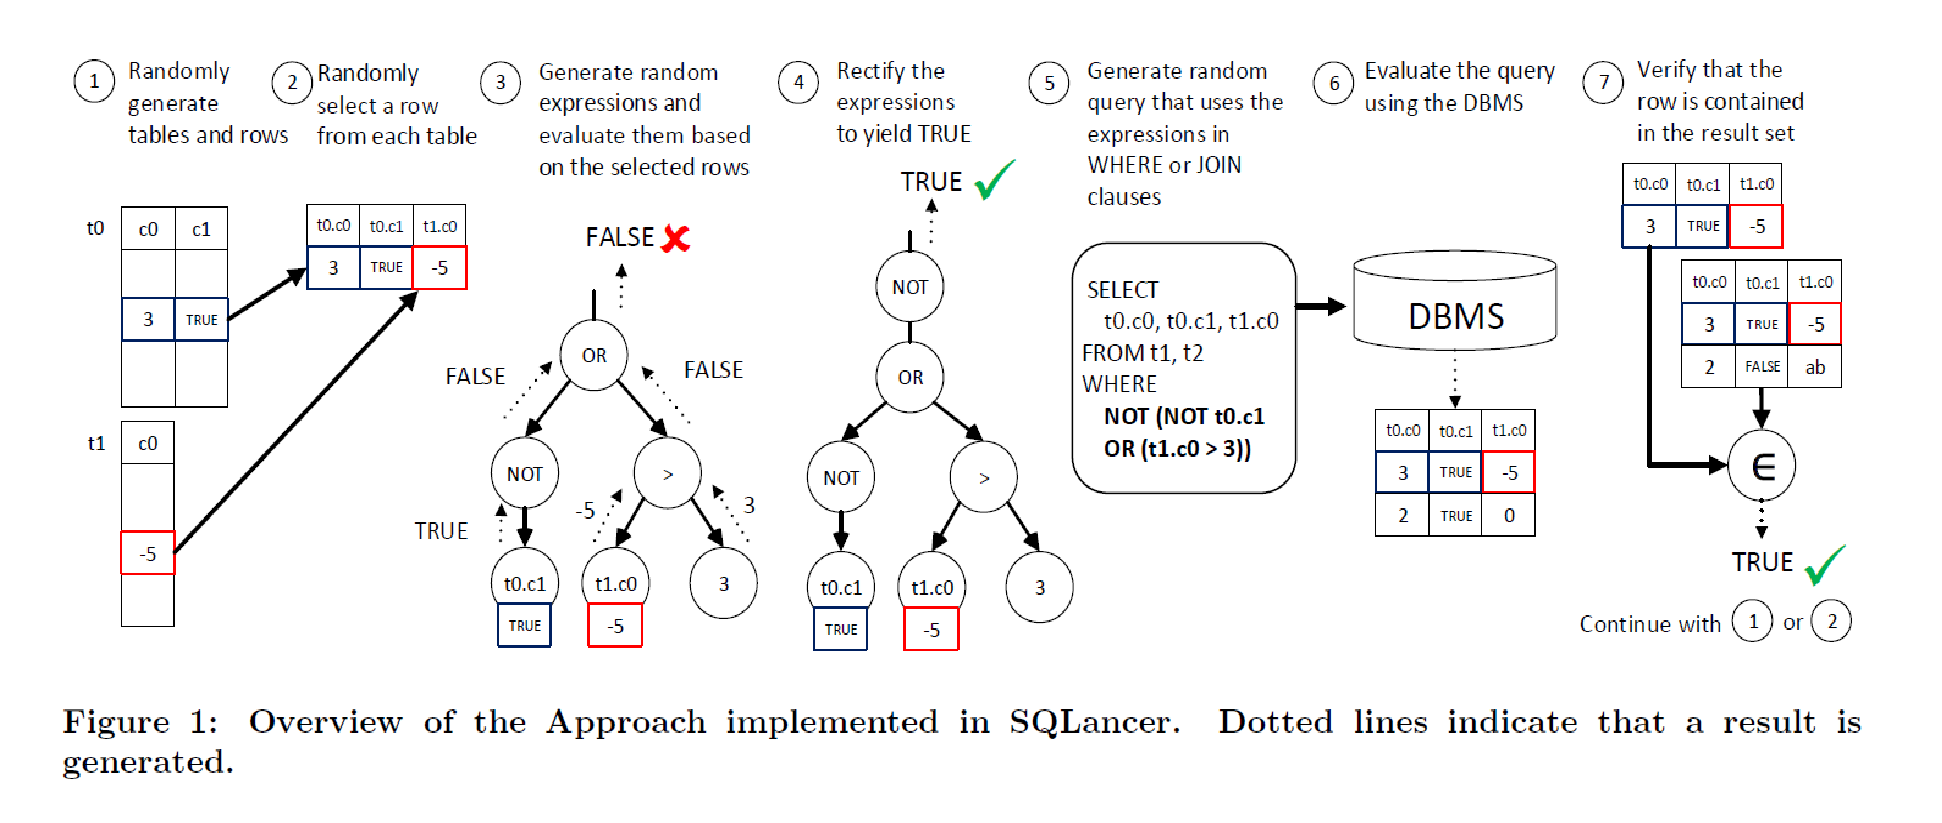 1 Randomly
generate
tables and rows
2 Randomly
select a row
from each table
3 Generate random
expressions and
evaluate them based
on the selected rows
4 Rectify the
expressions
to yield TRUE
5 Generate random
query that uses the
expressions in
WHERE or JOIN
clauses
6 Evaluate the query
using the DBMS
7 Verify that the
row is contained
in the result set
t0
c0 c1
3 TRUE
t1
c0
-5
t0.c0 t0.c1 t1.c0
3 TRUE -5
FALSE ✘
OR
FALSE
FALSE
NOT
>
TRUE
-5
3
t0.c1
t1.c0
3
TRUE
-5
TRUE ✓
NOT
OR
NOT
>
t0.c1
t1.c0
3
TRUE
-5
SELECT
t0.c0, t0.c1, t1.c0
FROM t1, t2
WHERE
NOT (NOT t0.c1
OR (t1.c0 > 3))
DBMS
t0.c0 t0.c1 t1.c0
3 TRUE -5
2 TRUE 0
t0.c0 t0.c1 t1.c0
3 TRUE -5
t0.c0 t0.c1 t1.c0
3 TRUE -5
2 FALSE ab
∈
TRUE ✓
Continue with 1 or 2
Figure 1: Overview of the Approach implemented in SQLancer. Dotted lines indicate that a result is
generated.